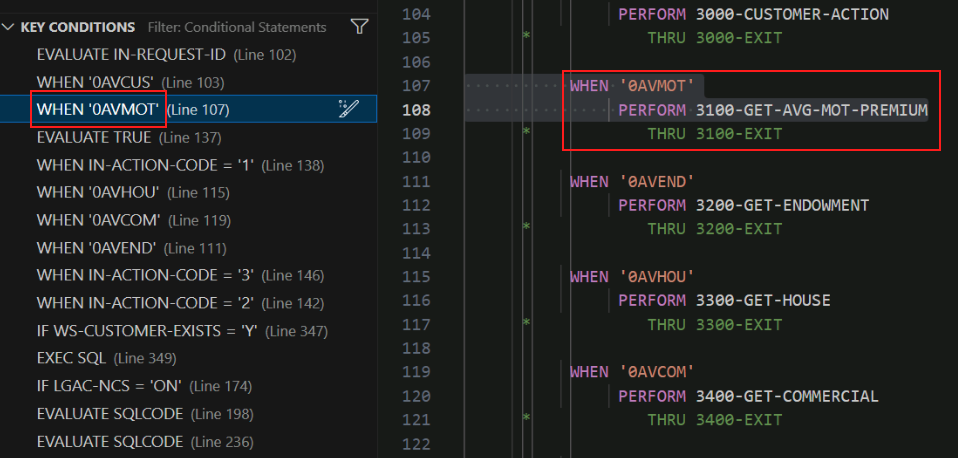 KEY CONDITIONS Filter: Conditional Statements
EVALUATE IN-REQUEST-ID (Line 102)
WHEN '0AVCUS' (Line 103)
WHEN '0AVMOT' (Line 107)
EVALUATE TRUE (Line 137)
WHEN IN-ACTION-CODE = '1' (Line 138)
WHEN '0AVHOU' (Line 115)
WHEN '0AVCOM' (Line 119)
WHEN '0AVEND' (Line 111)
WHEN IN-ACTION-CODE = '3' (Line 146)
WHEN IN-ACTION-CODE = '2' (Line 142)
IF WS-CUSTOMER-EXISTS = 'Y' (Line 347)
EXEC SQL (Line 349)
IF LGAC-NCS = 'ON' (Line 174)
EVALUATE SQLCODE (Line 198)
EVALUATE SQLCODE (Line 236)
104 PERFORM 3000-CUSTOMER-ACTION
105 * THRU 3000-EXIT
106
107 WHEN '0AVMOT'
108 PERFORM 3100-GET-AVG-MOT-PREMIUM
109 * THRU 3100-EXIT
110
111 WHEN '0AVEND'
112 PERFORM 3200-GET-ENDOWMENT
113 * THRU 3200-EXIT
114
115 WHEN '0AVHOU'
116 PERFORM 3300-GET-HOUSE
117 * THRU 3300-EXIT
118
119 WHEN '0AVCOM'
120 PERFORM 3400-GET-COMMERCIAL
121 * THRU 3400-EXIT
122